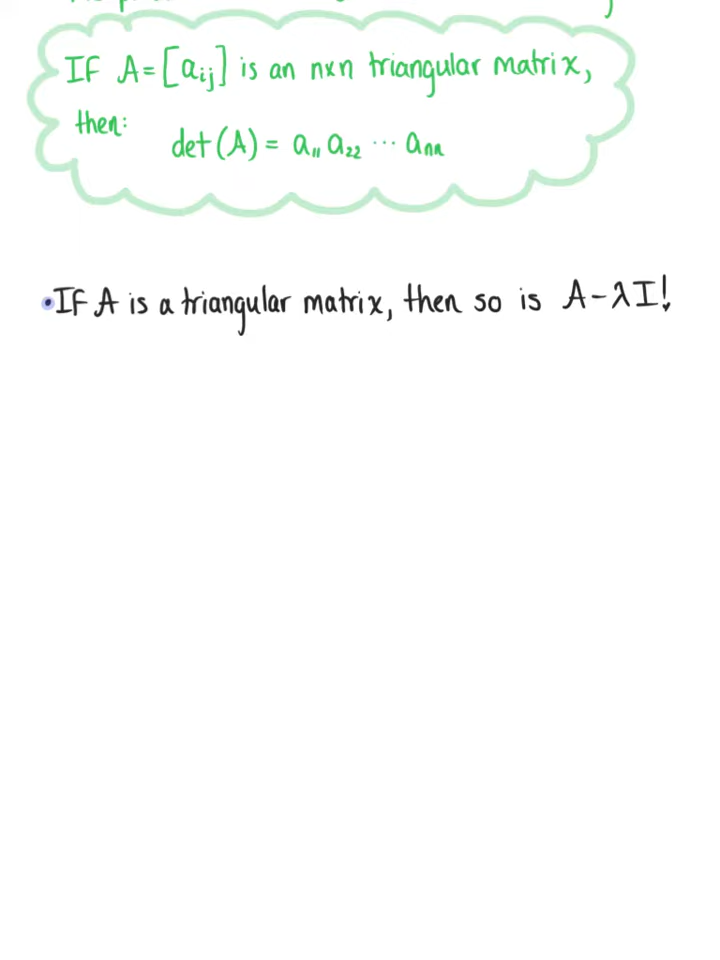 IF A = [aᵢⱼ] is an n×n triangular matrix,
then:
det(A) = a₁₁ a₂₂ ⋯ aₙₙ
• IF A is a triangular matrix, then so is A - λI!